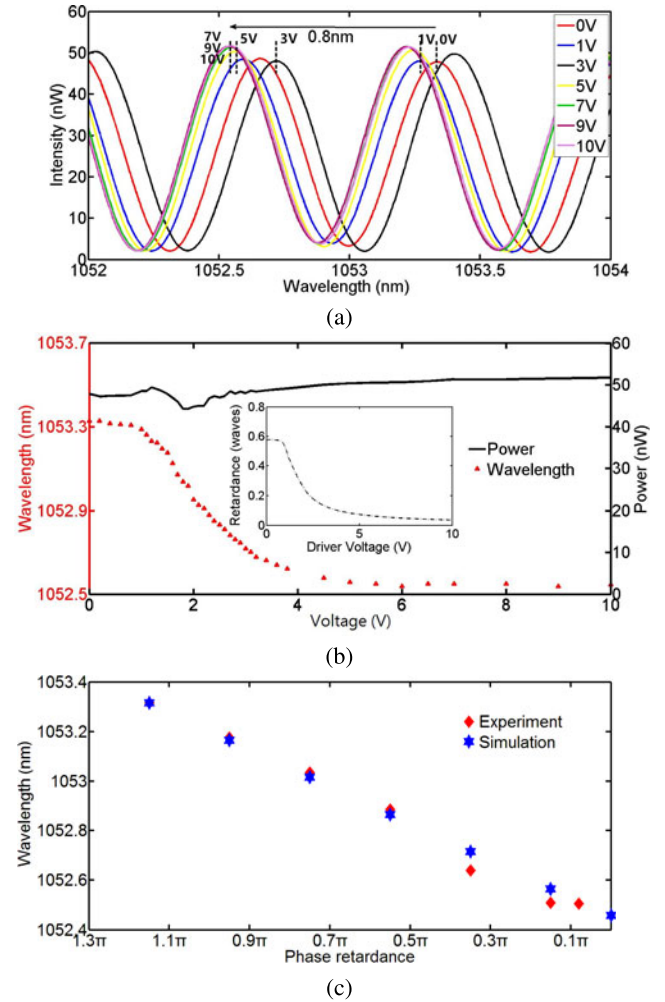 60
50
40
30
20
10
0
Intensity (nW)
7V
9V
10V
5V
3V
0.8nm
1V
0V
0V
1V
3V
5V
7V
9V
10V
1052
1052.5
1053
1053.5
1054
Wavelength (nm)
(a)
1053.7
1053.3
1052.9
1052.5
Wavelength (nm)
60
50
40
30
20
10
0
Power (nW)
0.8
0.6
0.4
0.2
0
Retardance (waves)
0
5
10
Driver Voltage (V)
Power
Wavelength
0
2
4
6
8
10
Voltage (V)
(b)
1053.4
1053.2
1053
1052.8
1052.6
1052.4
Wavelength (nm)
Experiment
Simulation
1.3π
1.1π
0.9π
0.7π
0.5π
0.3π
0.1π
Phase retardance
(c)